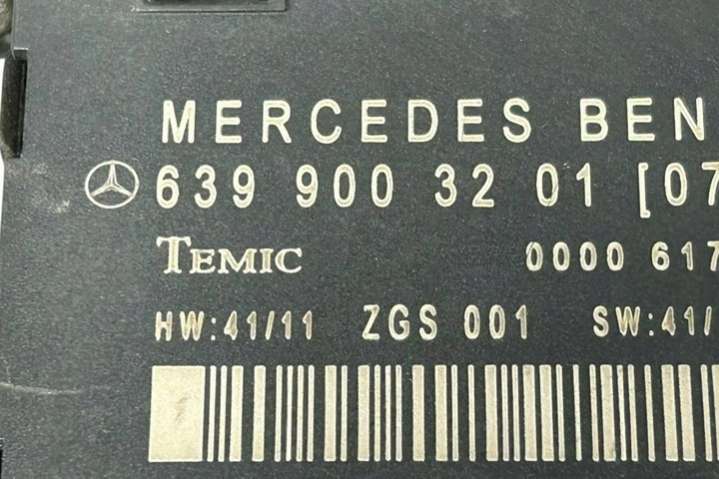 MERCEDES BEN
639 900 32 01 [07
TEMIC 0000 617
HW:41/11 ZGS 001 SW:41/